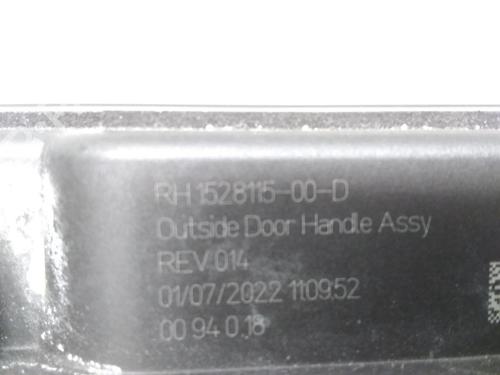 RH 1528115-00-D
Outside Door Handle Assy
REV 014
01/07/2022 11:09:52
00 94 0.18